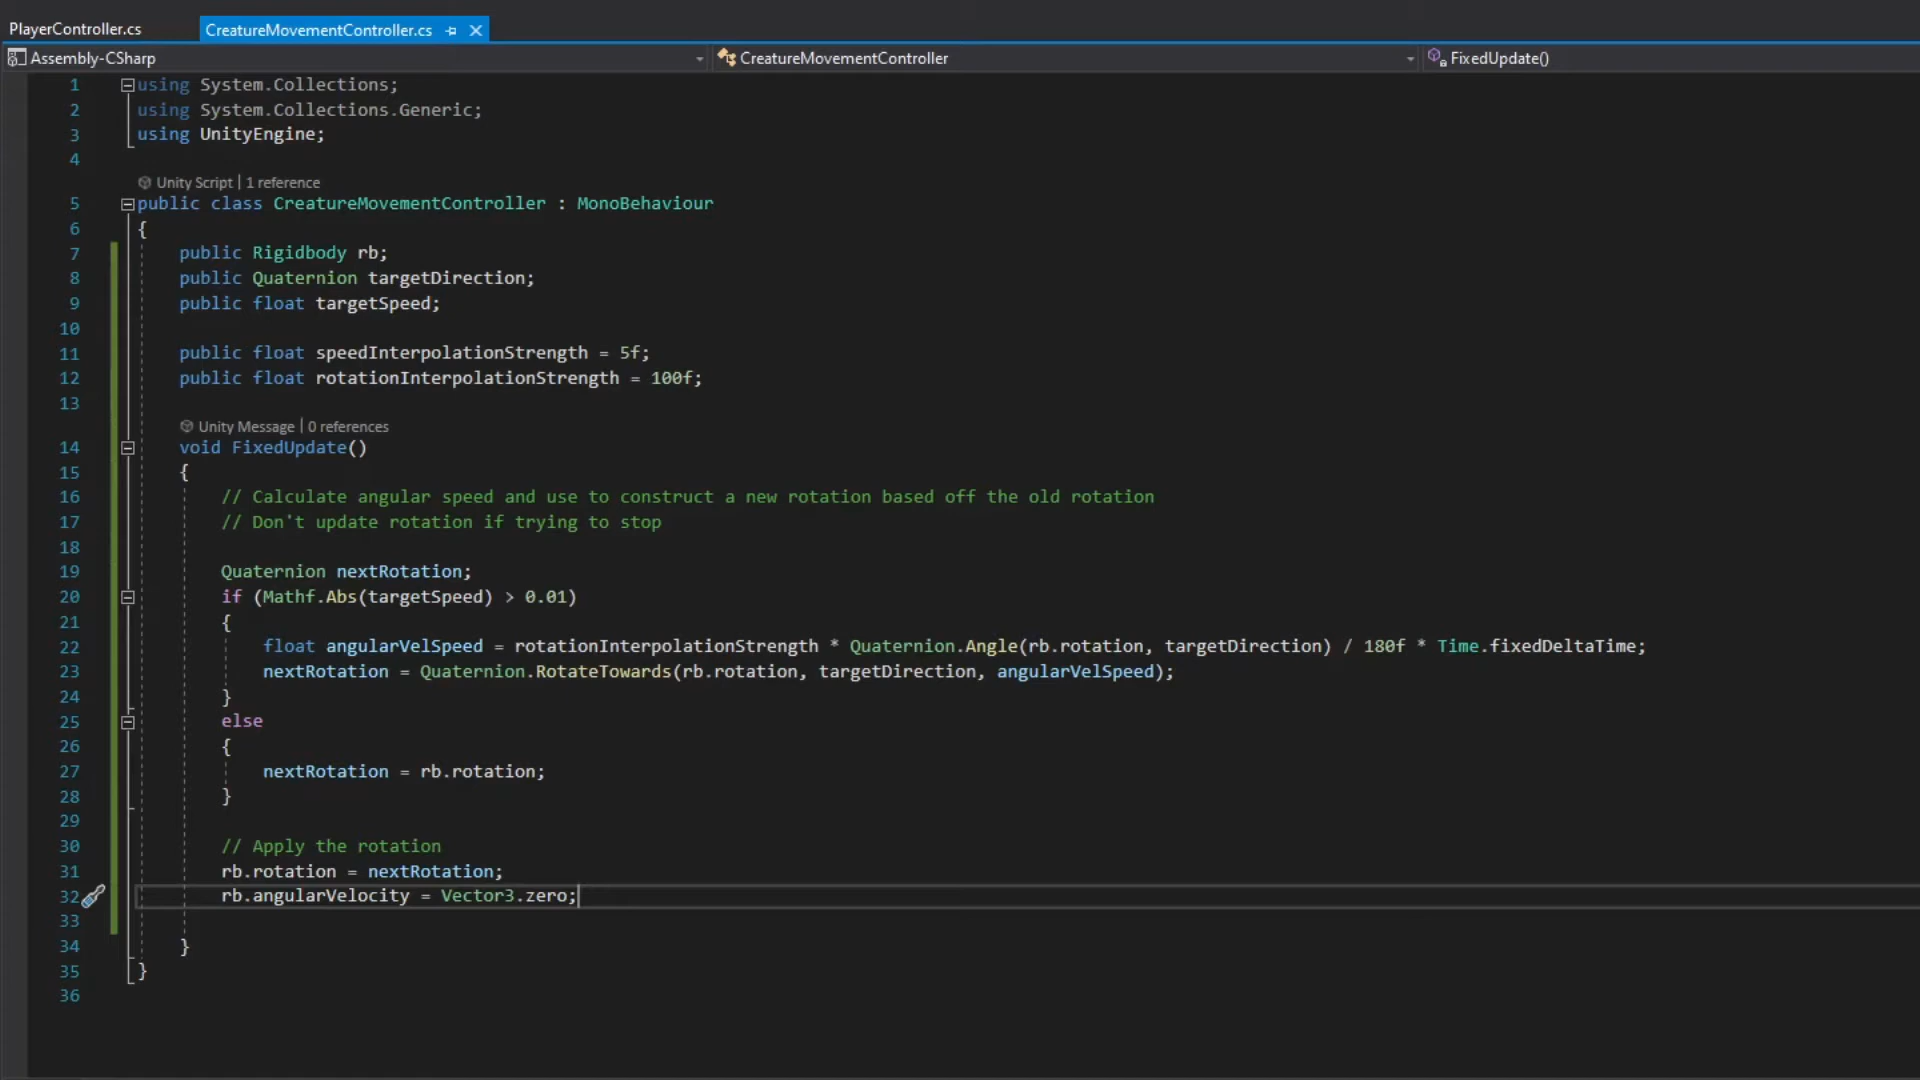 PlayerController.cs
CreatureMovementController.cs
Assembly-CSharp
CreatureMovementController
FixedUpdate()
1 using System.Collections;
2 using System.Collections.Generic;
3 using UnityEngine;
4
Unity Script | 1 reference
5 public class CreatureMovementController : MonoBehaviour
6 {
7 public Rigidbody rb;
8 public Quaternion targetDirection;
9 public float targetSpeed;
10
11 public float speedInterpolationStrength = 5f;
12 public float rotationInterpolationStrength = 100f;
13
Unity Message | 0 references
14 void FixedUpdate()
15 {
16 // Calculate angular speed and use to construct a new rotation based off the old rotation
17 // Don't update rotation if trying to stop
18
19 Quaternion nextRotation;
20 if (Mathf.Abs(targetSpeed) > 0.01)
21 {
22 float angularVelSpeed = rotationInterpolationStrength * Quaternion.Angle(rb.rotation, targetDirection) / 180f * Time.fixedDeltaTime;
23 nextRotation = Quaternion.RotateTowards(rb.rotation, targetDirection, angularVelSpeed);
24 }
25 else
26 {
27 nextRotation = rb.rotation;
28 }
29
30 // Apply the rotation
31 rb.rotation = nextRotation;
32 rb.angularVelocity = Vector3.zero;
33
34 }
35 }
36